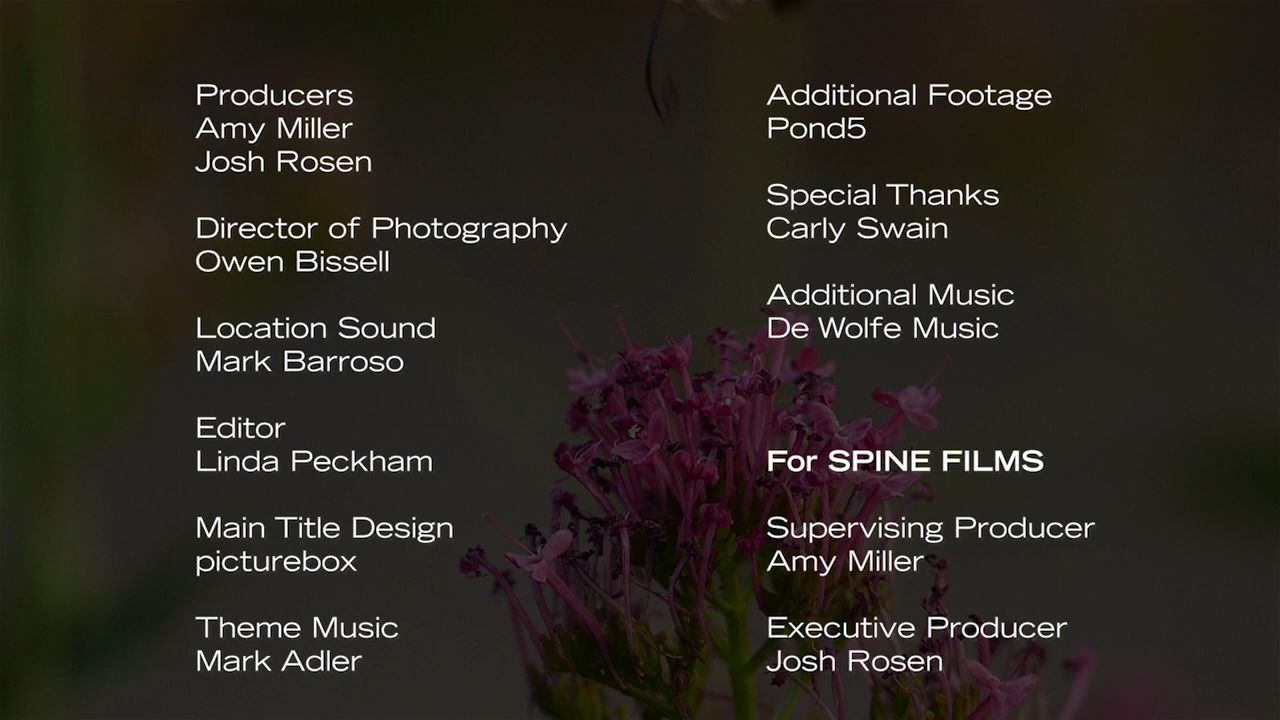 Producers
Amy Miller
Josh Rosen
Director of Photography
Owen Bissell
Location Sound
Mark Barroso
Editor
Linda Peckham
Main Title Design
picturebox
Theme Music
Mark Adler
Additional Footage
Pond5
Special Thanks
Carly Swain
Additional Music
De Wolfe Music
For SPINE FILMS
Supervising Producer
Amy Miller
Executive Producer
Josh Rosen